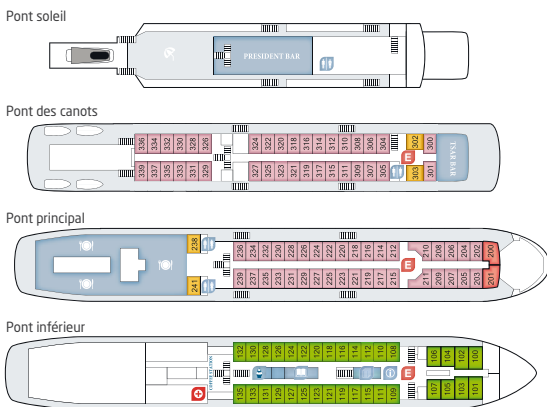 Pont soleil
PRESIDENT BAR
Pont des canots
336 334 332 330 328 326 324 322 320 318 316 314 312 310 308 306 304 302 300
E
TSAR BAR
339 337 335 333 331 329 327 325 323 321 319 317 315 311 309 307 305 303 301
Pont principal
238 236 234 232 230 228 226 224 222 220 218 216 214 212 210 208 206 204 202 200
E
241 239 237 235 233 231 229 227 225 223 221 219 217 215 211 209 207 205 203 201
Pont inférieur
132 130 128 126 124 122 120 118 116 114 112 110 108 106 104 102 100
E
135 133 131 129 127 125 123 121 119 117 115 111 109 107 105 103 101